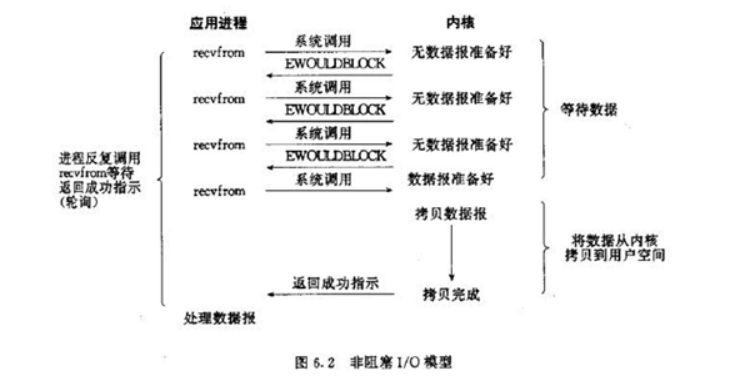 应用进程 内核
recvfrom 系统调用 无数据报准备好
EWOULDBLOCK
recvfrom 系统调用 无数据报准备好
EWOULDBLOCK
等待数据
recvfrom 系统调用 无数据报准备好
EWOULDBLOCK
进程反复调用
recvfrom等待
返回成功指示
(轮询)
recvfrom 系统调用 数据报准备好
拷贝数据报
将数据从内核
拷贝到用户空间
返回成功指示 拷贝完成
处理数据报
图 6.2 非阻塞 I/O 模型